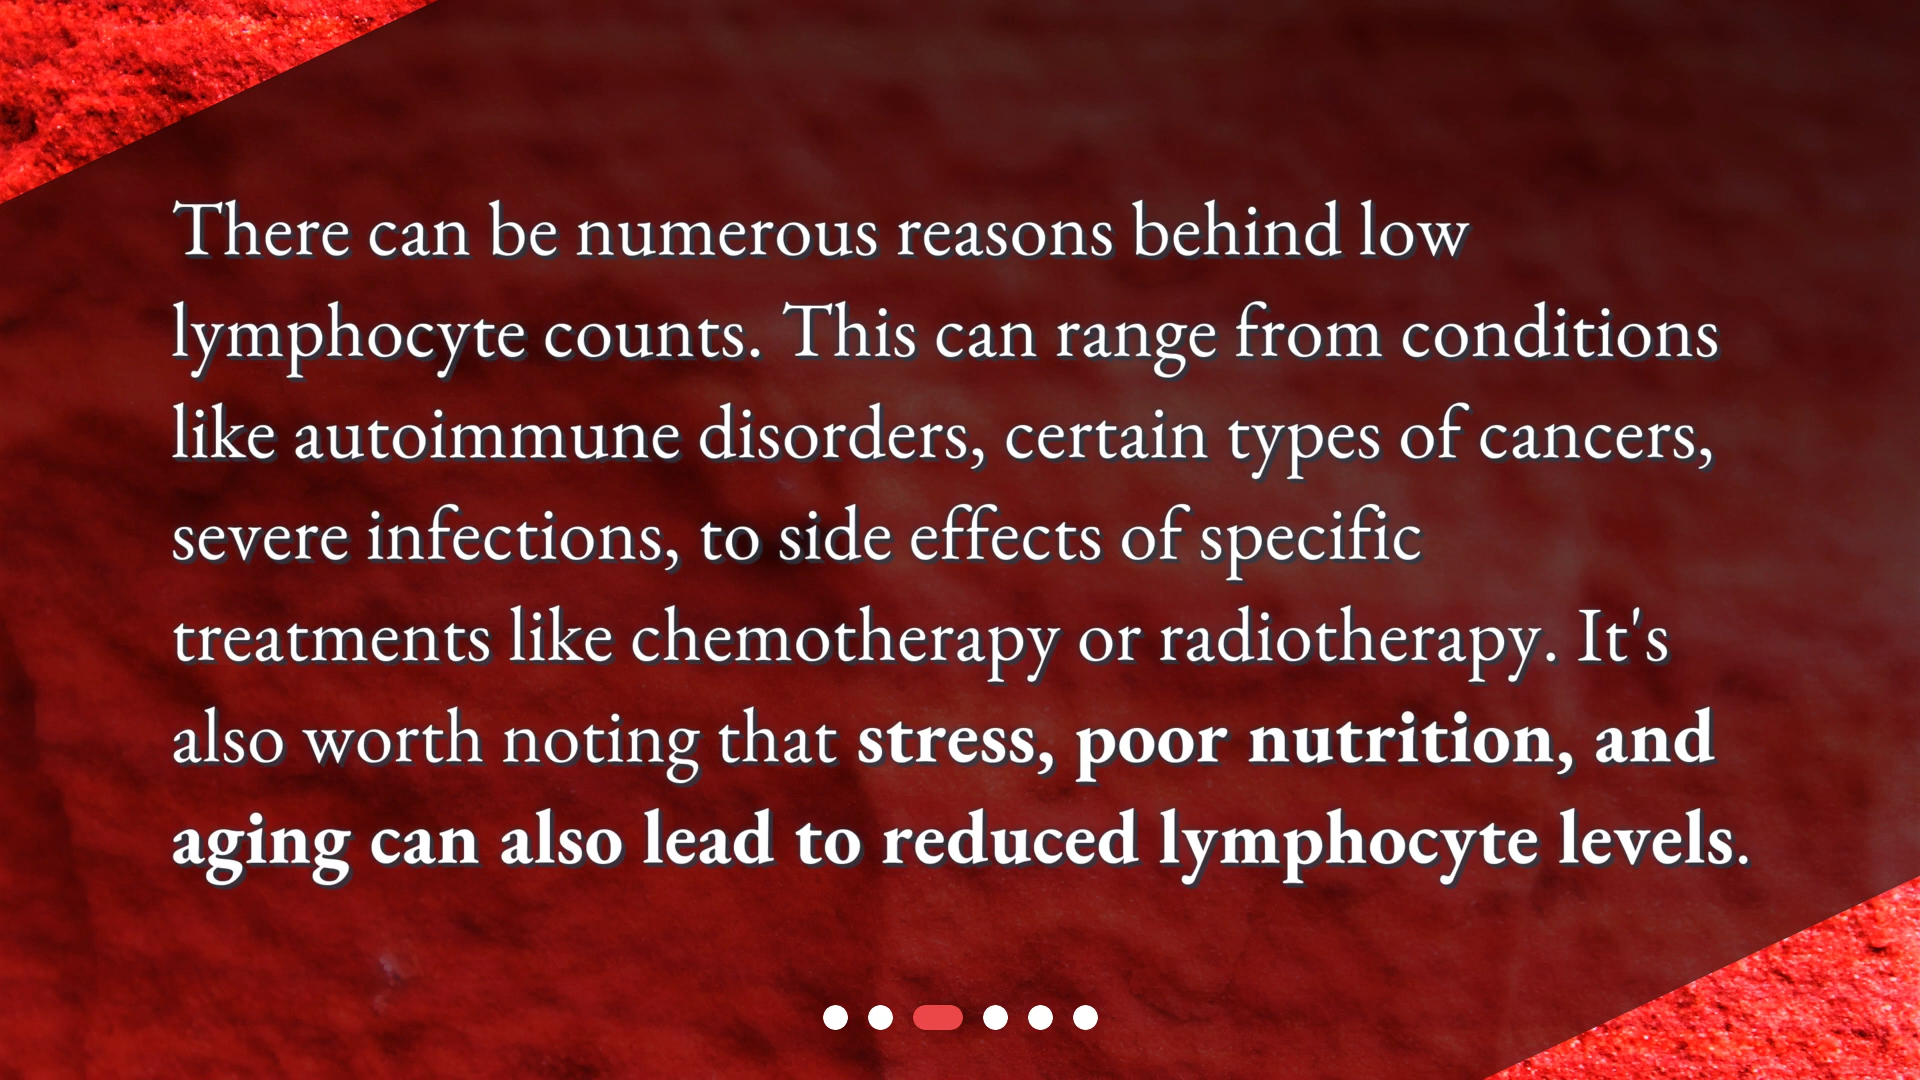 There can be numerous reasons behind low
lymphocyte counts. This can range from conditions
like autoimmune disorders, certain types of cancers,
severe infections, to side effects of specific
treatments like chemotherapy or radiotherapy. It's
also worth noting that stress, poor nutrition, and
aging can also lead to reduced lymphocyte levels.